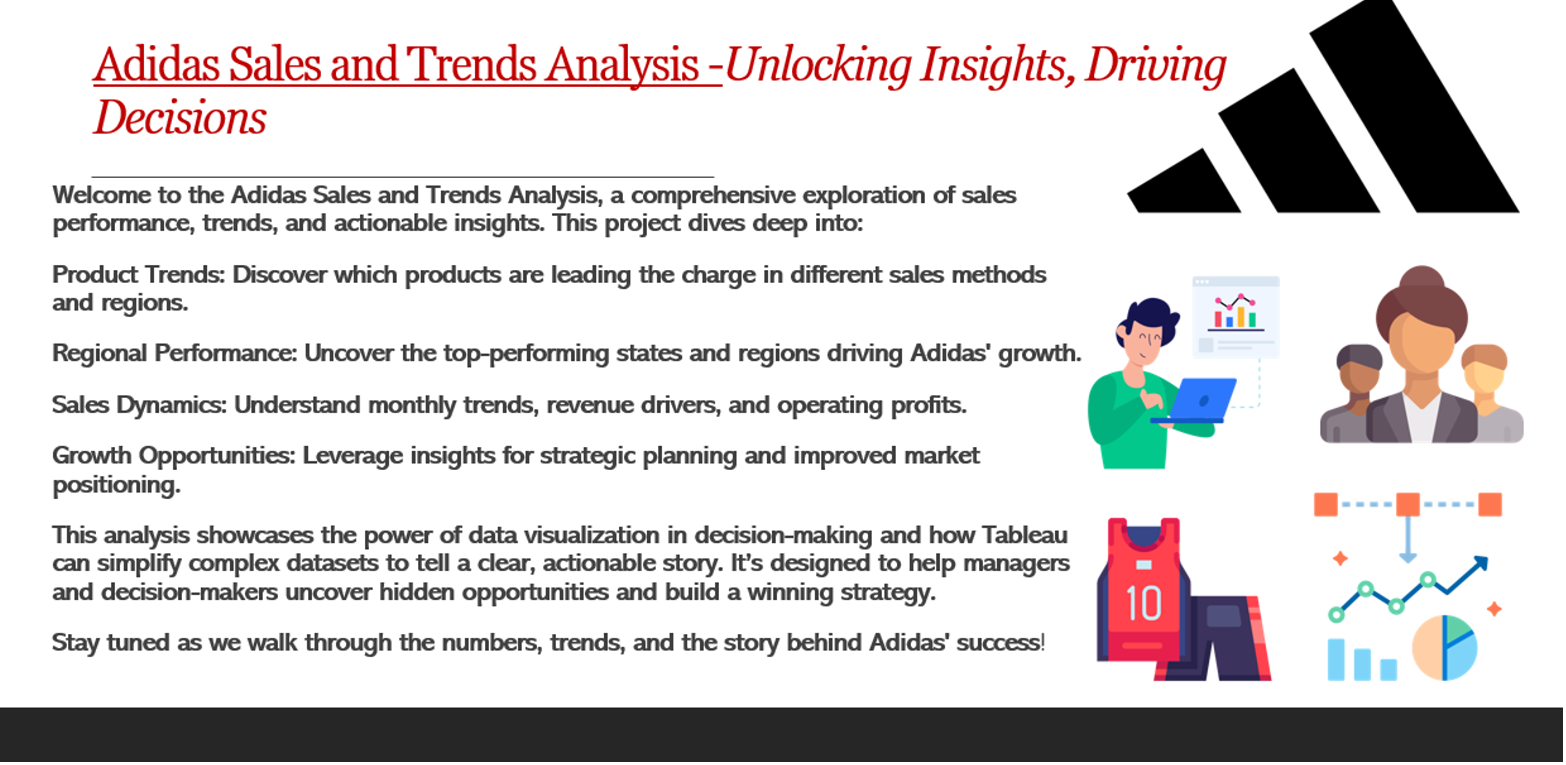 Adidas Sales and Trends Analysis -Unlocking Insights, Driving
Decisions
Welcome to the Adidas Sales and Trends Analysis, a comprehensive exploration of sales
performance, trends, and actionable insights. This project dives deep into:
Product Trends: Discover which products are leading the charge in different sales methods
and regions.
Regional Performance: Uncover the top-performing states and regions driving Adidas' growth.
Sales Dynamics: Understand monthly trends, revenue drivers, and operating profits.
Growth Opportunities: Leverage insights for strategic planning and improved market
positioning.
This analysis showcases the power of data visualization in decision-making and how Tableau
can simplify complex datasets to tell a clear, actionable story. It’s designed to help managers
and decision-makers uncover hidden opportunities and build a winning strategy.
Stay tuned as we walk through the numbers, trends, and the story behind Adidas' success!
10